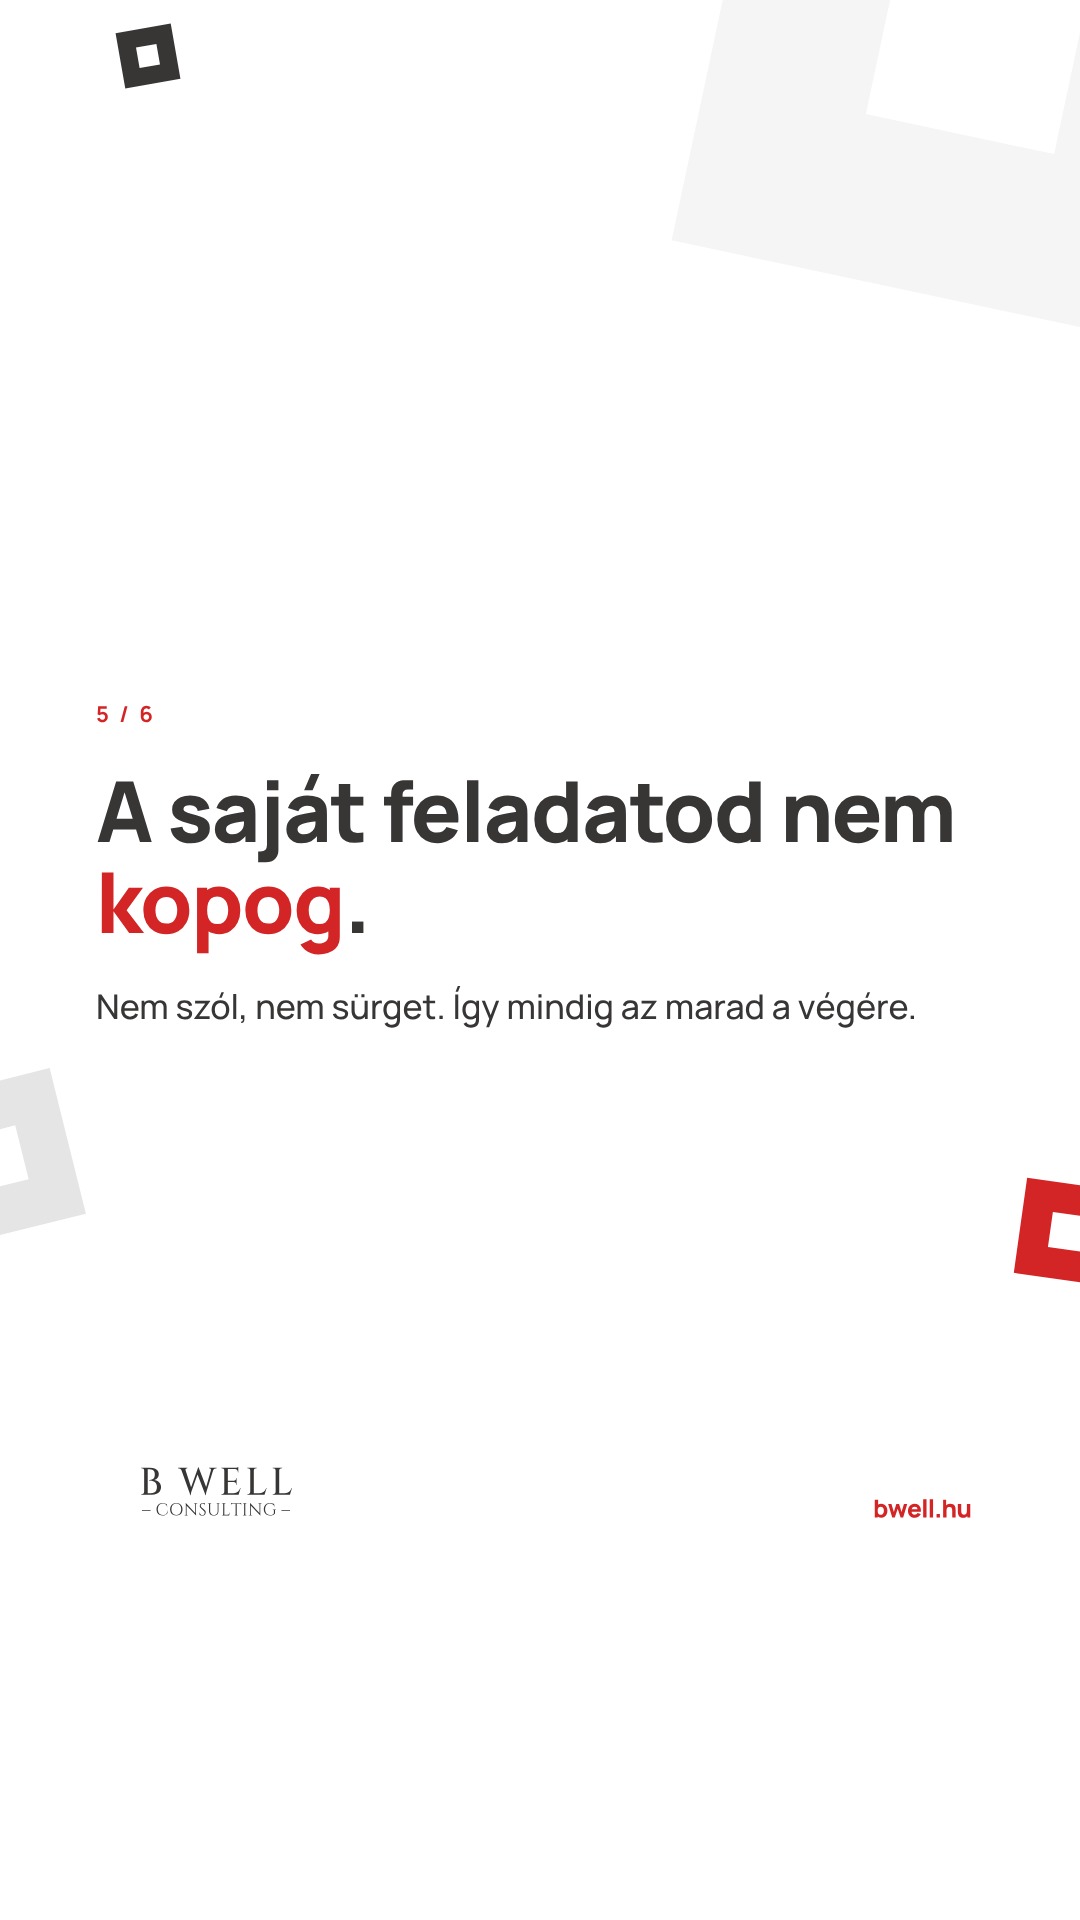 5 / 6
A saját feladatod nem
kopog.
Nem szól, nem sürget. Így mindig az marad a végére.
B WELL
– CONSULTING –
bwell.hu